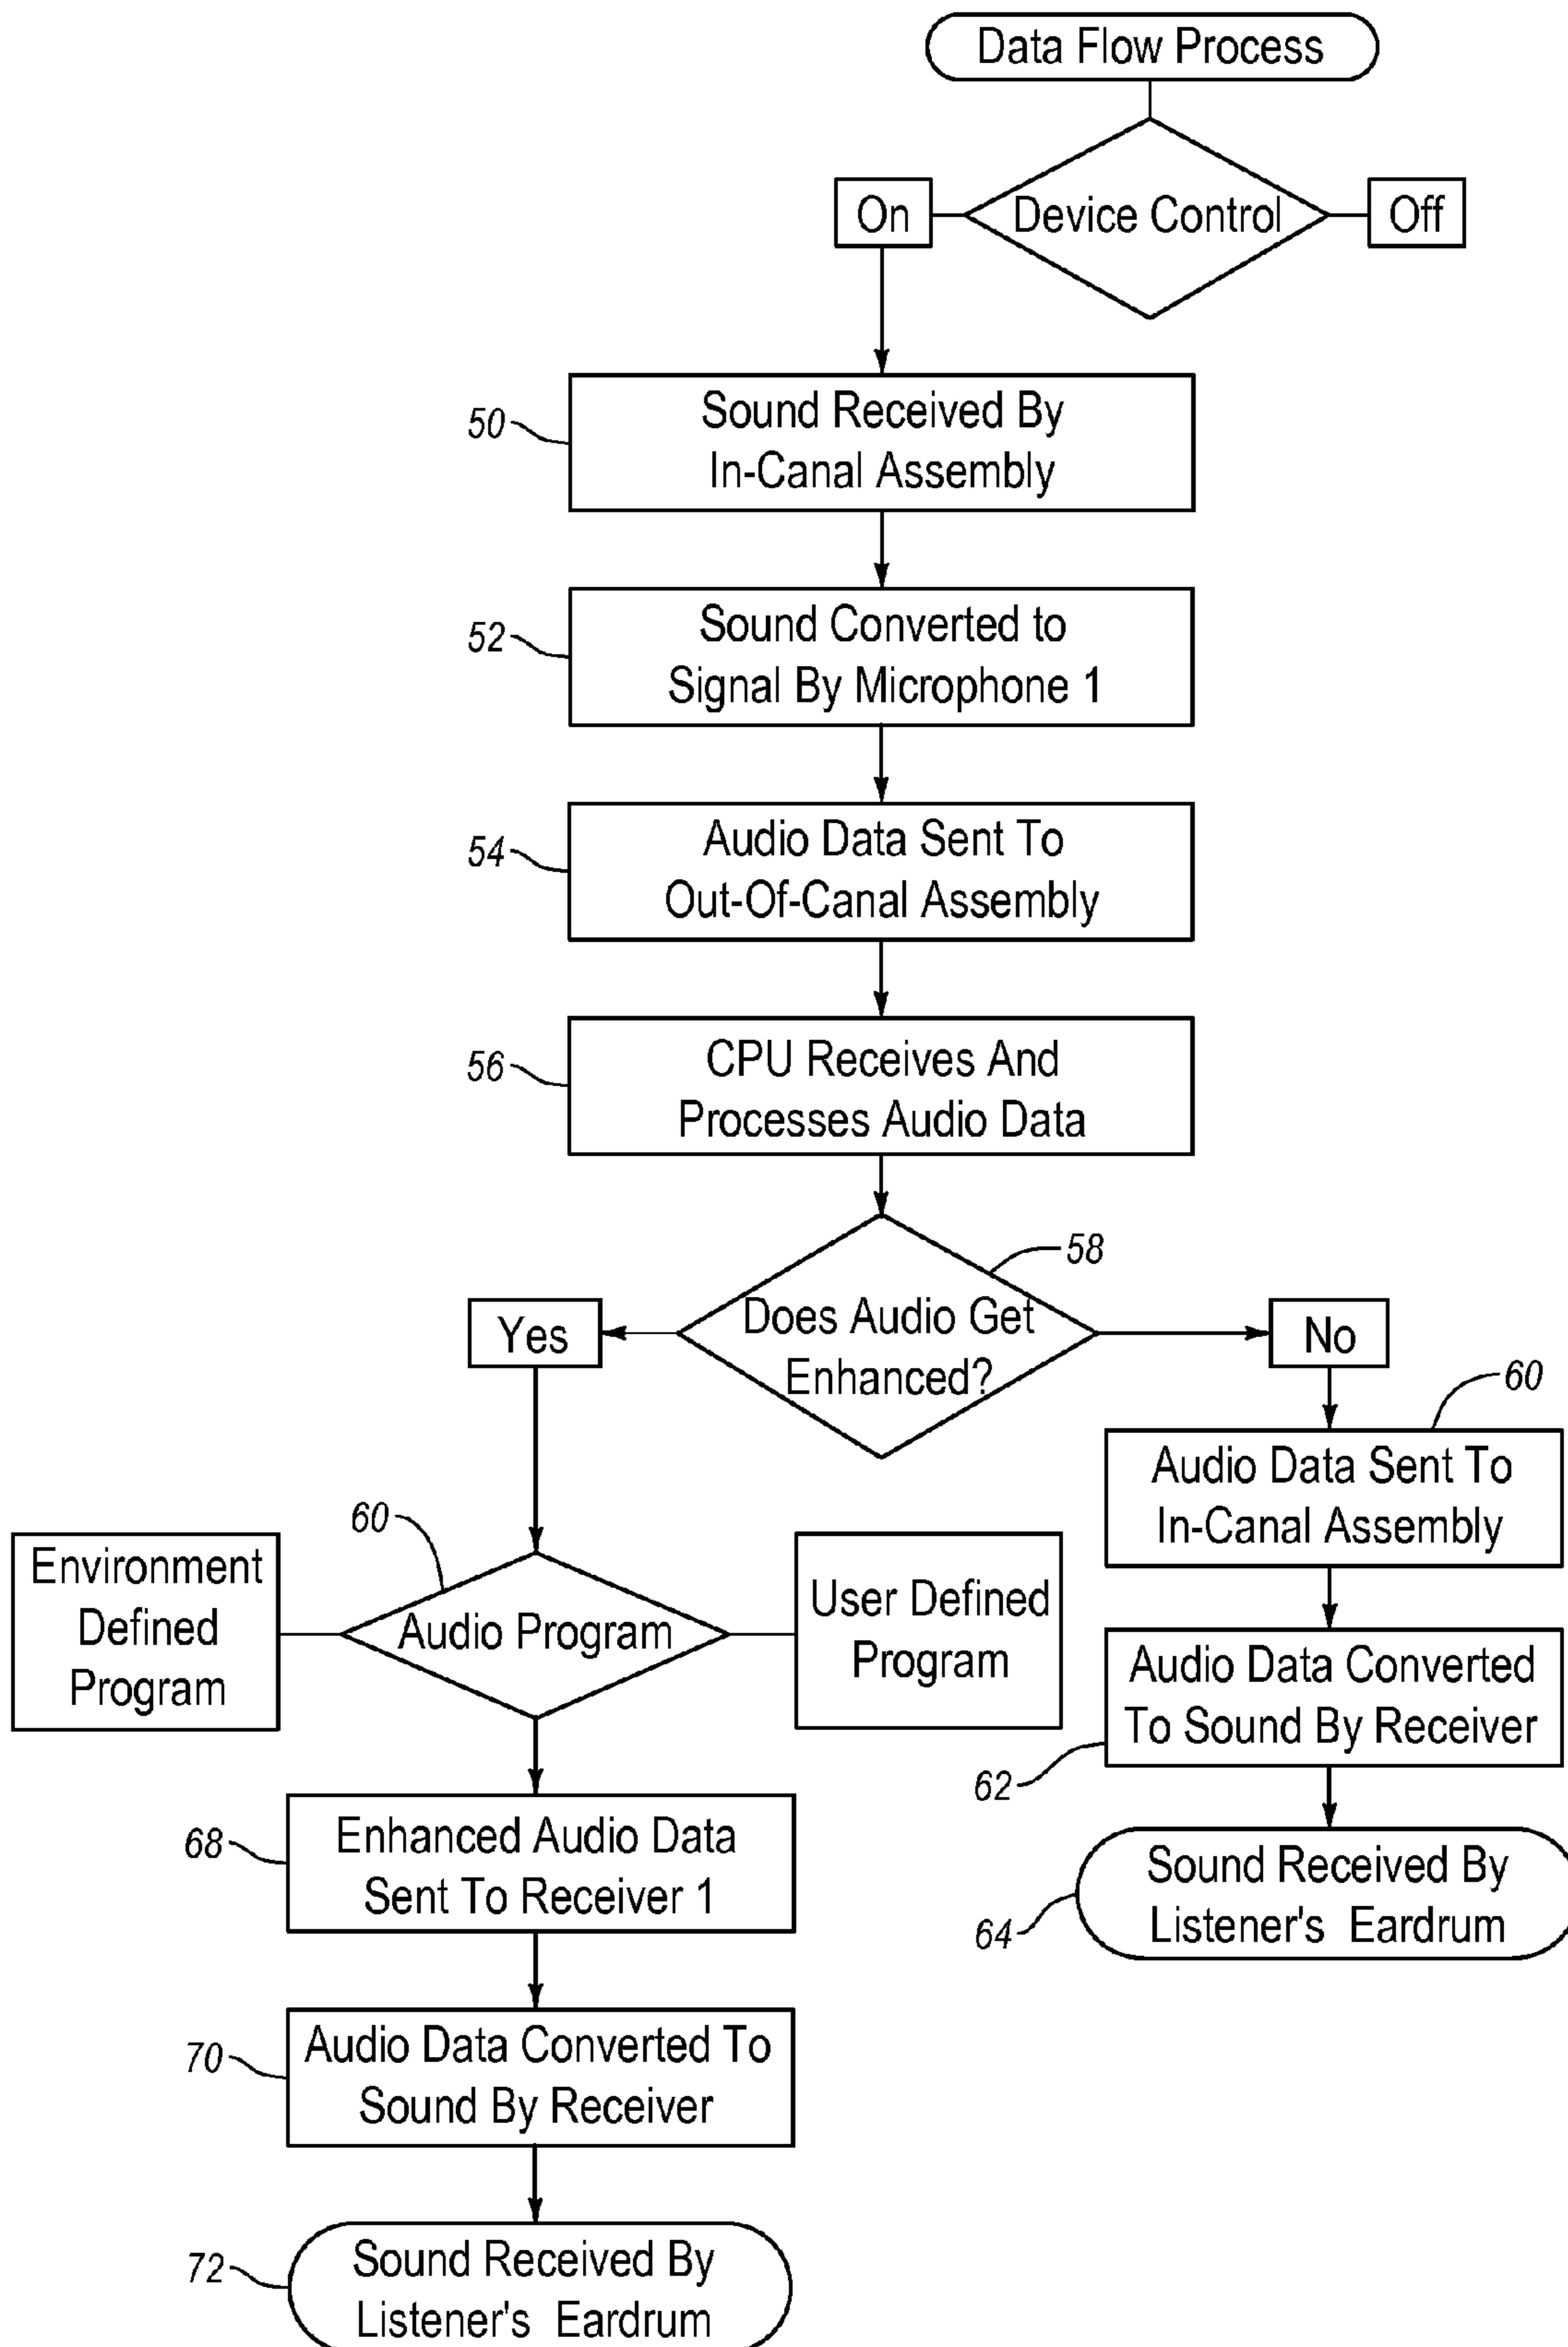 Data Flow Process
On
Device Control
Off
50
Sound Received By
In-Canal Assembly
52
Sound Converted to
Signal By Microphone 1
54
Audio Data Sent To
Out-Of-Canal Assembly
56
CPU Receives And
Processes Audio Data
58
Does Audio Get
Enhanced?
Yes
No
60
Audio Data Sent To
In-Canal Assembly
60
Environment
Defined
Program
Audio Program
User Defined
Program
Audio Data Converted
To Sound By Receiver
62
68
Enhanced Audio Data
Sent To Receiver 1
Sound Received By
Listener's Eardrum
64
70
Audio Data Converted To
Sound By Receiver
72
Sound Received By
Listener's Eardrum